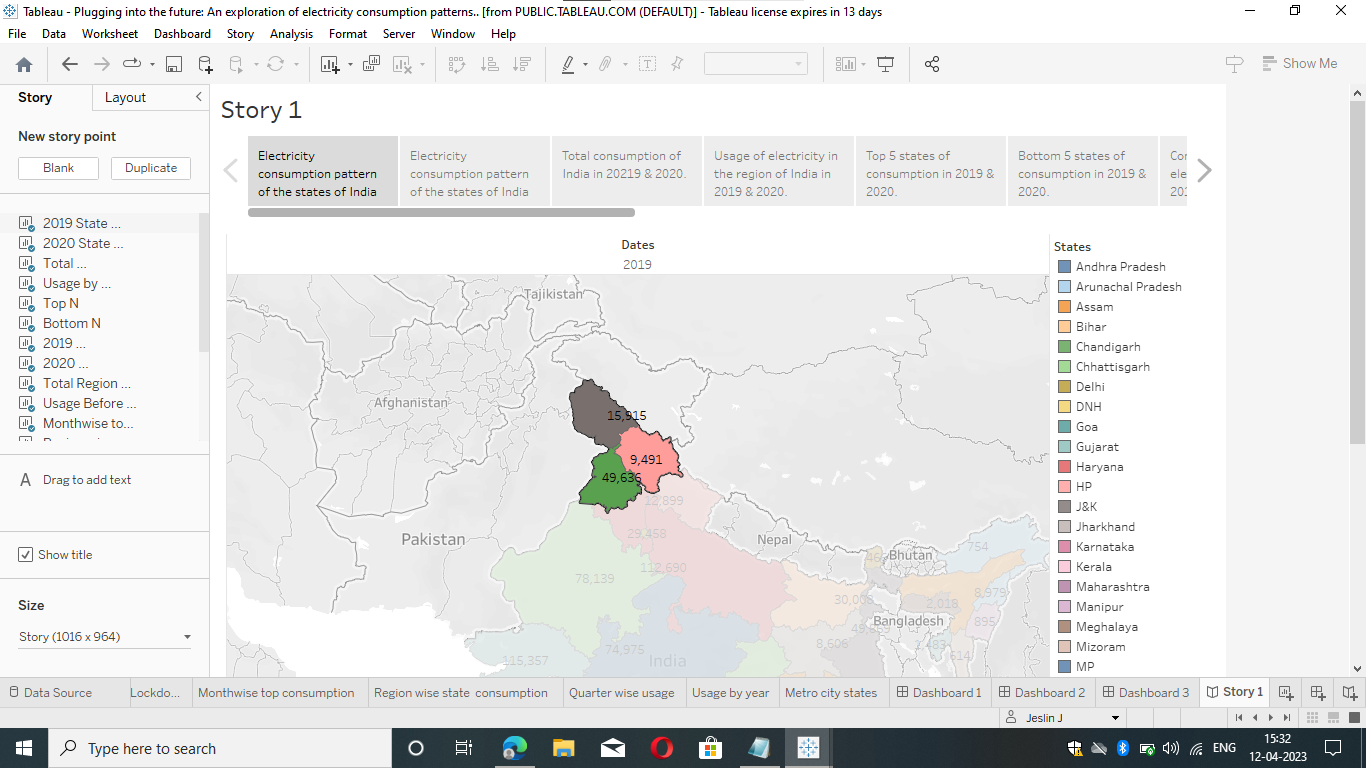 Tableau - Plugging into the future: An exploration of electricity consumption patterns.. [from PUBLIC.TABLEAU.COM (DEFAULT)] - Tableau license expires in 13 days
File Data Worksheet Dashboard Story Analysis Format Server Window Help
Show Me
Story Layout
New story point
Blank Duplicate
2019 State ...
2020 State ...
Total ...
Usage by ...
Top N
Bottom N
2019 ...
2020 ...
Total Region ...
Usage Before ...
Monthwise to...
A Drag to add text
Show title
Size
Story (1016 x 964)
Story 1
Electricity
consumption pattern
of the states of India
Electricity
consumption pattern
of the states of India
Total consumption of
India in 20219 & 2020.
Usage of electricity in
the region of India in
2019 & 2020.
Top 5 states of
consumption in 2019 &
2020.
Bottom 5 states of
consumption in 2019 &
2020.
Dates
2019
Tajikistan
Afghanistan
15,915
9,491
49,636
12,899
Pakistan
29,458
Nepal
754
Bhutan
112,690
78,139
30,003
2,018
8,979
Bangladesh
895
74,975
8,606
1,483
614
India
115,357
States
Andhra Pradesh
Arunachal Pradesh
Assam
Bihar
Chandigarh
Chhattisgarh
Delhi
DNH
Goa
Gujarat
Haryana
HP
J&K
Jharkhand
Karnataka
Kerala
Maharashtra
Manipur
Meghalaya
Mizoram
MP
Data Source Lockdo... Monthwise top consumption Region wise state consumption Quarter wise usage Usage by year Metro city states Dashboard 1 Dashboard 2 Dashboard 3 Story 1
Jeslin J
Type here to search
ENG
15:32
12-04-2023